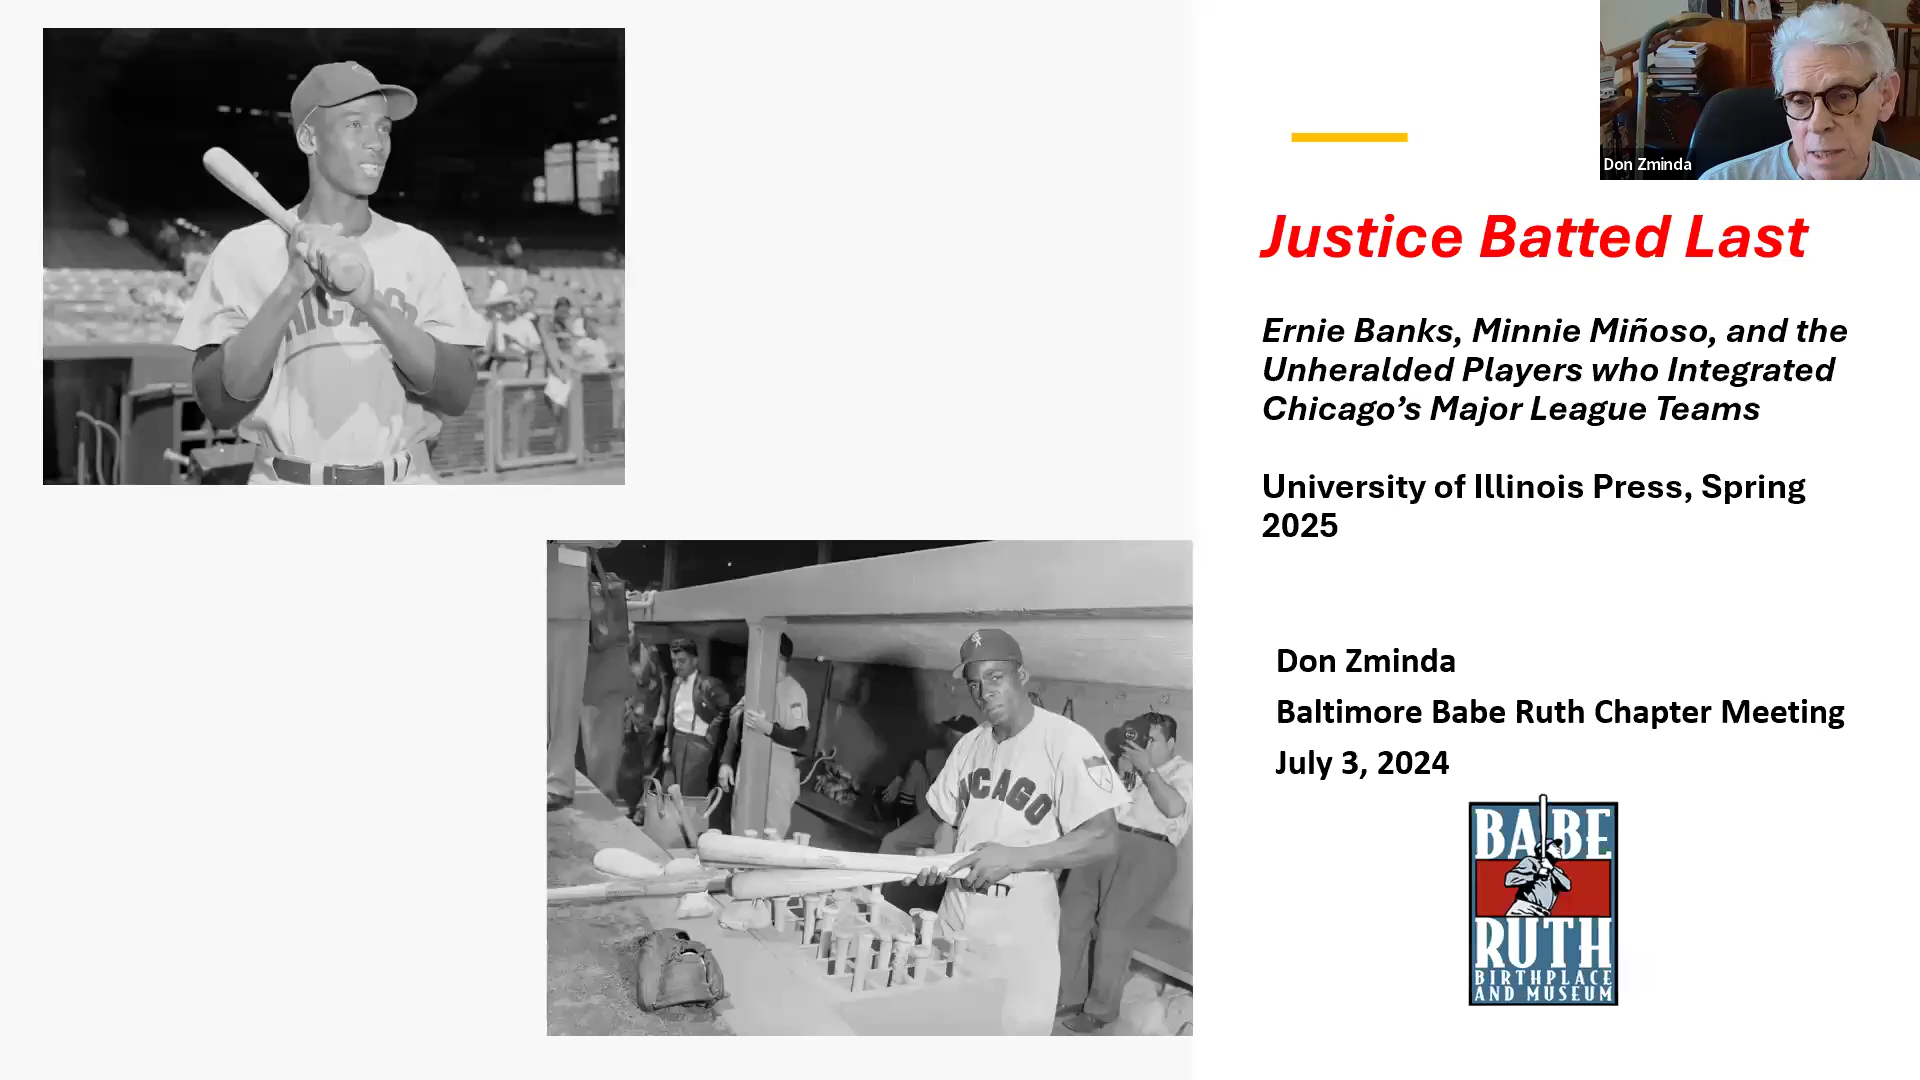 Don Zminda
Justice Batted Last
Ernie Banks, Minnie Miñoso, and the
Unheralded Players who Integrated
Chicago’s Major League Teams
University of Illinois Press, Spring
2025
Don Zminda
Baltimore Babe Ruth Chapter Meeting
July 3, 2024
BABE
RUTH
BIRTHPLACE
AND MUSEUM
CHICAGO
HICAGO